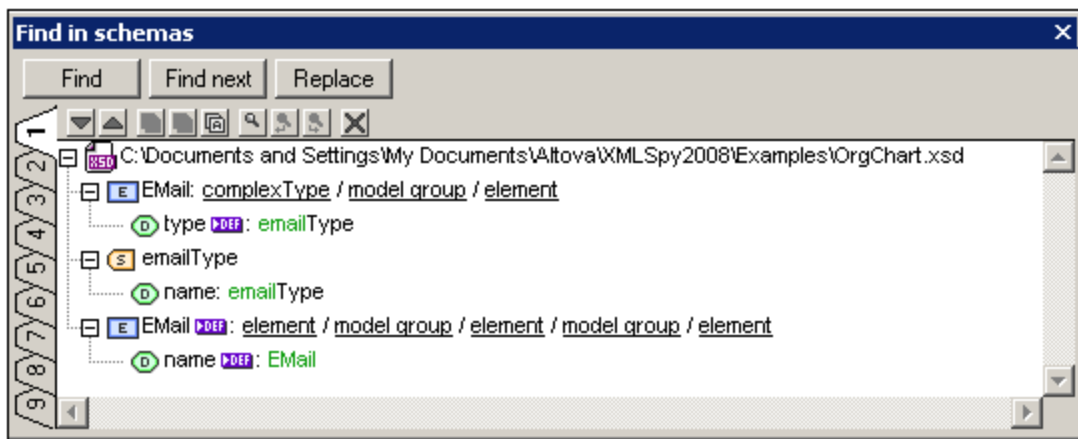 Find in schemas
Find Find next Replace
1
2
3
4
5
6
7
8
9
A
XSD C:\Documents and Settings\My Documents\Altova\XMLSpy2008\Examples\OrgChart.xsd
E EMail: complexType / model group / element
D type DEF: emailType
S emailType
D name: emailType
E EMail DEF: element / model group / element / model group / element
D name DEF: EMail